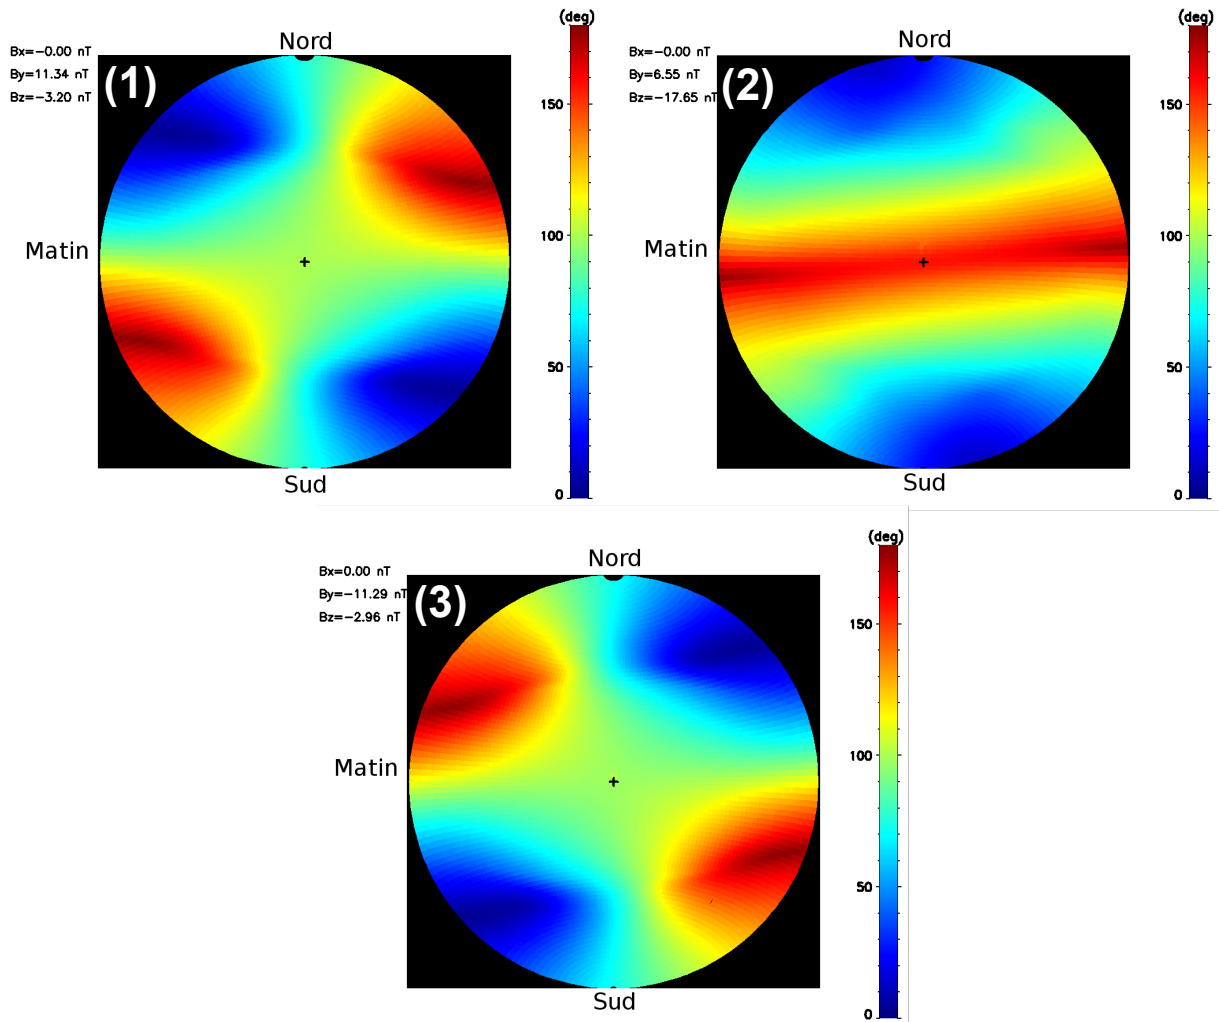 (deg)
Nord
Bx=−0.00 nT
By=11.34 nT
Bz=−3.20 nT
(1)
150
100
Matin
50
0
Sud
(deg)
Nord
Bx=−0.00 nT
By=6.55 nT
Bz=−17.65 nT
(2)
150
100
Matin
50
0
Sud
(deg)
Nord
Bx=0.00 nT
By=−11.29 nT
Bz=−2.96 nT
(3)
150
100
Matin
50
0
Sud